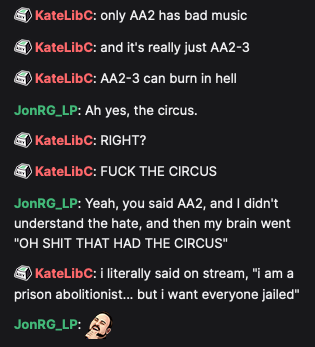 KateLibC: only AA2 has bad music
KateLibC: and it's really just AA2-3
KateLibC: AA2-3 can burn in hell
JonRG_LP: Ah yes, the circus.
KateLibC: RIGHT?
KateLibC: FUCK THE CIRCUS
JonRG_LP: Yeah, you said AA2, and I didn't
understand the hate, and then my brain went
"OH SHIT THAT HAD THE CIRCUS"
KateLibC: i literally said on stream, "i am a
prison abolitionist... but i want everyone jailed"
JonRG_LP: